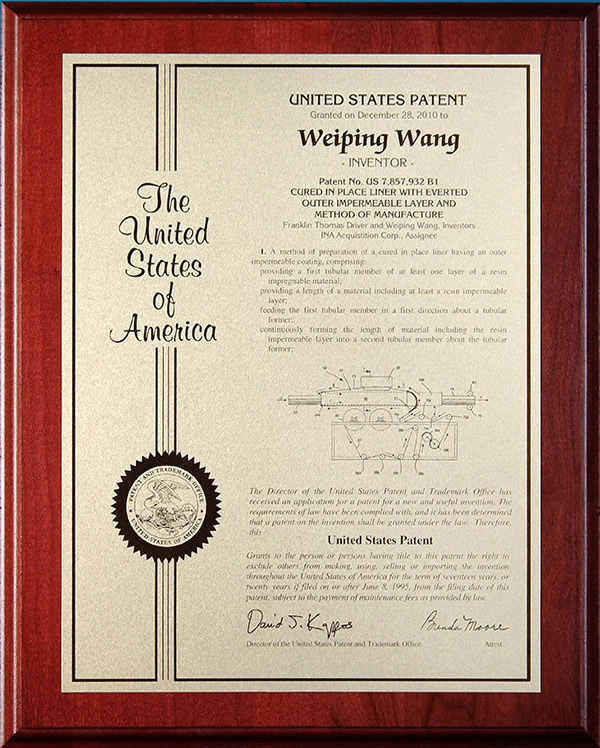 The
United
States
of
America
PATENT AND TRADEMARK OFFICE
UNITED STATES OF AMERICA
UNITED STATES PATENT
Granted on December 28, 2010 to
Weiping Wang
- INVENTOR -
Patent No. US 7,857,932 B1
CURED IN PLACE LINER WITH EVERTED
OUTER IMPERMEABLE LAYER AND
METHOD OF MANUFACTURE
Franklin Thomas Driver and Weiping Wang, Inventors
INA Acquistition Corp., Assignee
1. A method of preparation of a cured in place liner having an outer
impermeable coating, comprising:
providing a first tubular member of at least one layer of a resin
impregnable material;
providing a length of a material including at least a resin impermeable
layer;
feeding the first tubular member in a first direction about a tubular
former;
continuously forming the length of material including the resin
impermeable layer into a second tubular member about the tubular
former;
The Director of the United States Patent and Trademark Office has
received an application for a patent for a new and useful invention. The
requirements of law have been complied with, and it has been determined
that a patent on the invention shall be granted under the law. Therefore,
this
United States Patent
Grants to the person or persons having title to this patent the right to
exclude others from making, using, selling or importing the invention
throughout the United States of America for the term of seventeen years, or
twenty years if filed on or after June 8, 1995, from the filing date of this
patent, subject to the payment of maintenance fees as provided by law.
David J. Kappos Brenda Moore
Director of the United States Patent and Trademark Office Attest